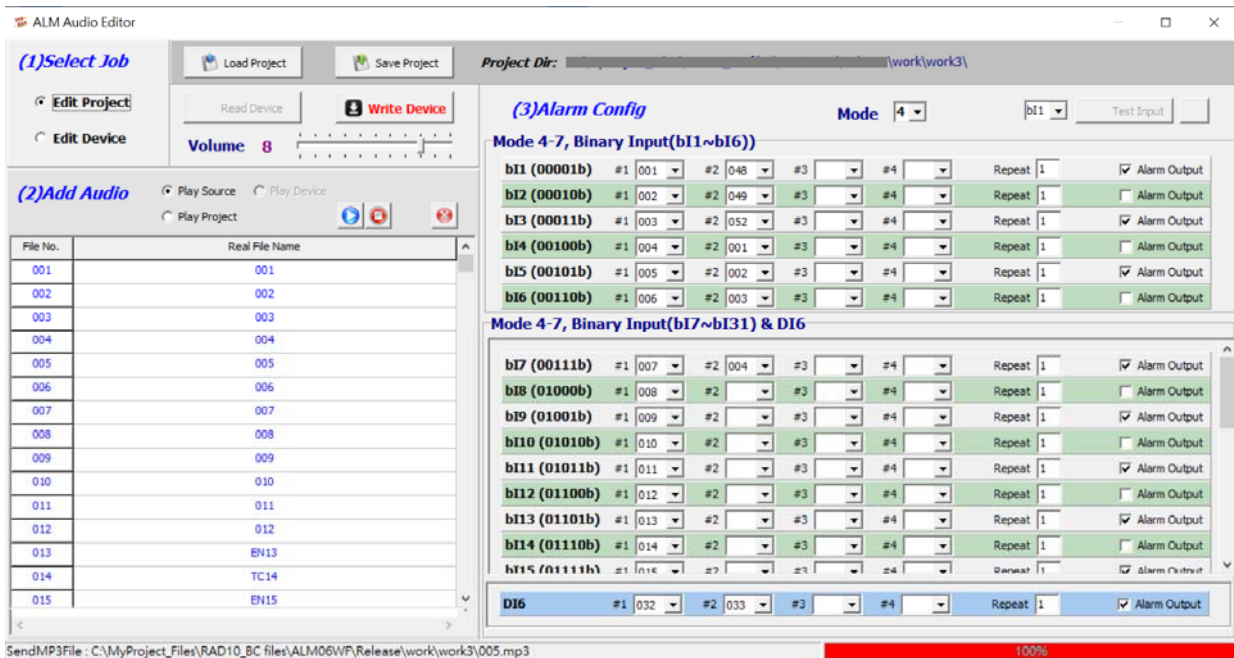 ALM Audio Editor
(1)Select Job
Edit Project
Edit Device
Load Project
Save Project
Read Device
Write Device
Volume 8
Project Dir: \work\work3\
(2)Add Audio
Play Source
Play Device
Play Project
File No. Real File Name
001 001
002 002
003 003
004 004
005 005
006 006
007 007
008 008
009 009
010 010
011 011
012 012
013 EN13
014 TC14
015 EN15
(3)Alarm Config
Mode 4
bI1
Test Input
Mode 4-7, Binary Input(bI1~bI6))
bI1 (00001b) #1 001 #2 048 #3 #4 Repeat 1 Alarm Output
bI2 (00010b) #1 002 #2 049 #3 #4 Repeat 1 Alarm Output
bI3 (00011b) #1 003 #2 052 #3 #4 Repeat 1 Alarm Output
bI4 (00100b) #1 004 #2 001 #3 #4 Repeat 1 Alarm Output
bI5 (00101b) #1 005 #2 002 #3 #4 Repeat 1 Alarm Output
bI6 (00110b) #1 006 #2 003 #3 #4 Repeat 1 Alarm Output
Mode 4-7, Binary Input(bI7~bI31) & DI6
bI7 (00111b) #1 007 #2 004 #3 #4 Repeat 1 Alarm Output
bI8 (01000b) #1 008 #2 #3 #4 Repeat 1 Alarm Output
bI9 (01001b) #1 009 #2 #3 #4 Repeat 1 Alarm Output
bI10 (01010b) #1 010 #2 #3 #4 Repeat 1 Alarm Output
bI11 (01011b) #1 011 #2 #3 #4 Repeat 1 Alarm Output
bI12 (01100b) #1 012 #2 #3 #4 Repeat 1 Alarm Output
bI13 (01101b) #1 013 #2 #3 #4 Repeat 1 Alarm Output
bI14 (01110b) #1 014 #2 #3 #4 Repeat 1 Alarm Output
bI15 (01111b) #1 015 #2 #3 #4 Repeat 1 Alarm Output
DI6 #1 032 #2 033 #3 #4 Repeat 1 Alarm Output
SendMP3File : C:\MyProject_Files\RAD10_BC files\ALM06WF\Release\work\work3\005.mp3
100%